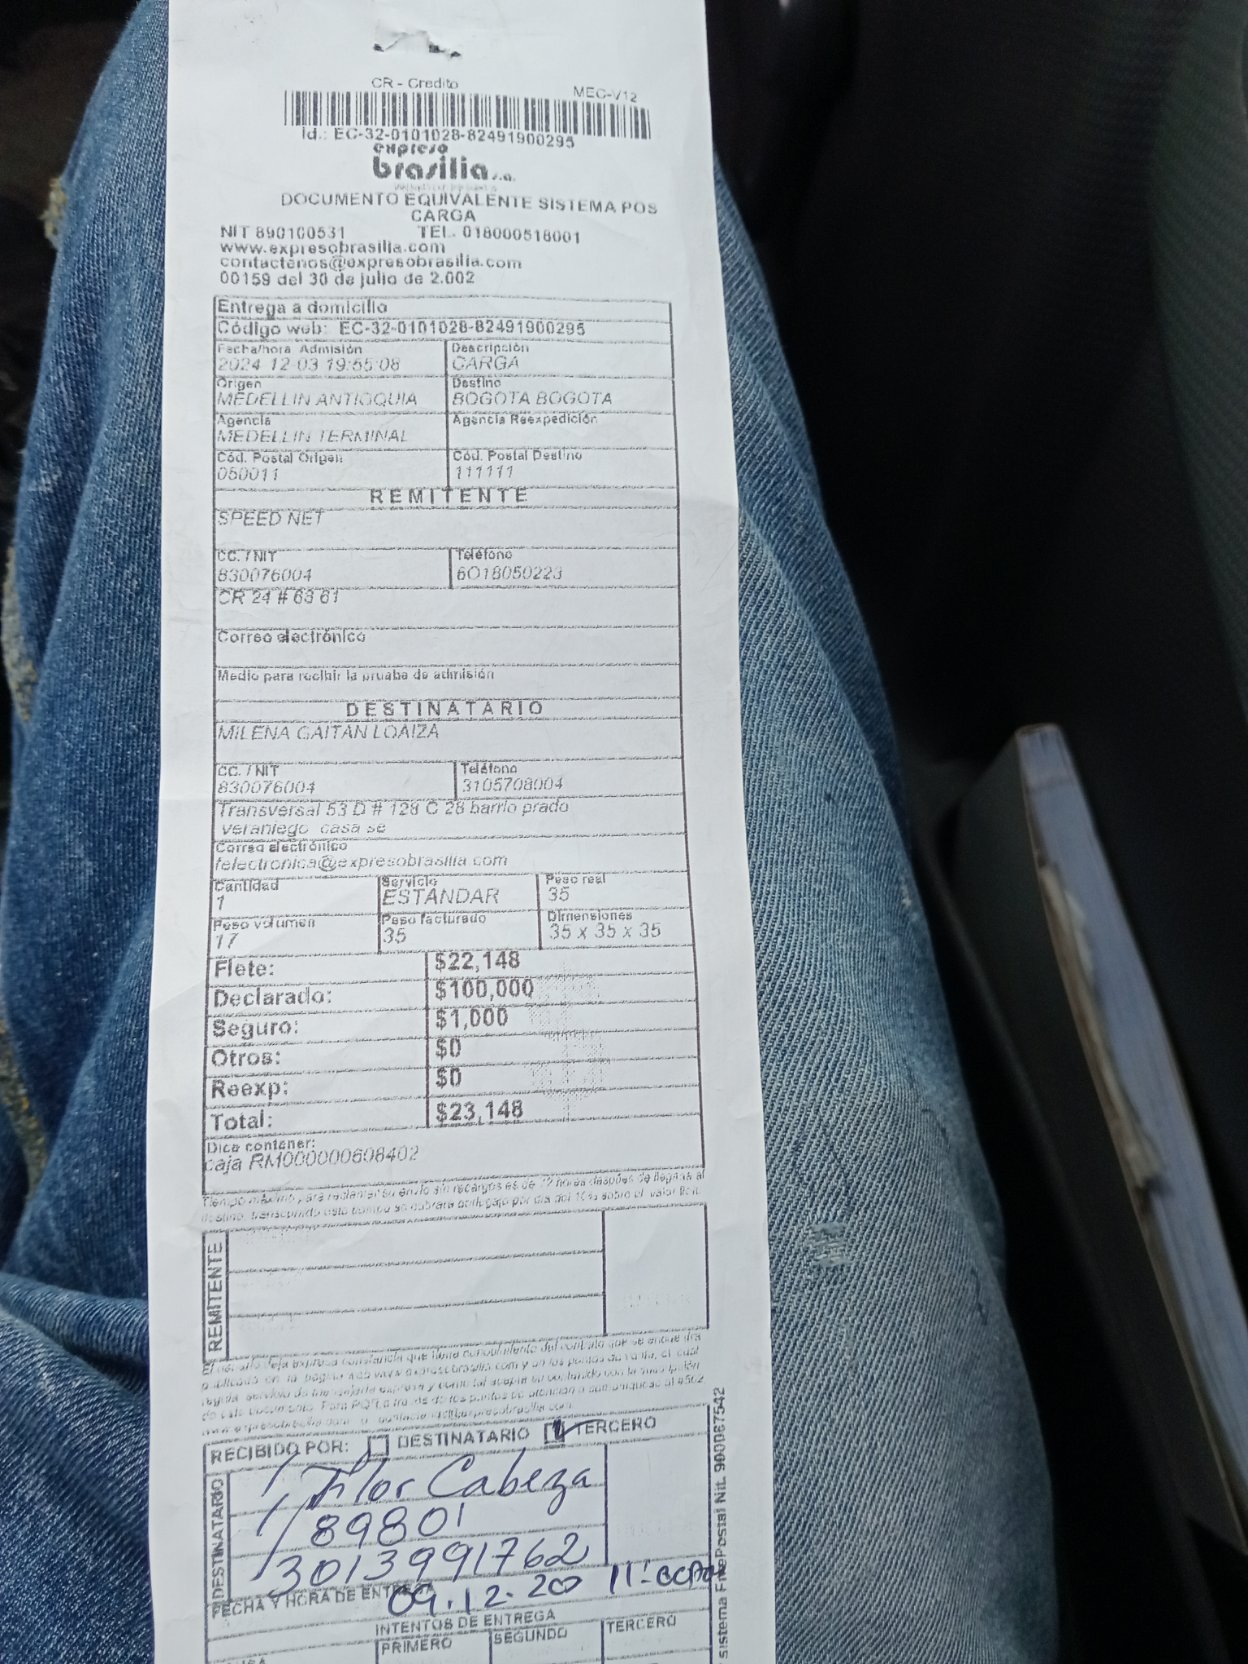 CR - Credito MEC-V12
Id.: EC-32-0101028-82491900295
expreso
brasilia s.a.
DOCUMENTO EQUIVALENTE SISTEMA POS
CARGA
NIT 890100531 TEL. 018000518001
www.expresobrasilia.com
contactenos@expresobrasilia.com
00159 del 30 de julio de 2.002
Entrega a domicilio
Código web: EC-32-0101028-82491900295
Fecha/hora Admisión Descripción
2024 12 03 19:55:08 CARGA
Origen Destino
MEDELLIN ANTIOQUIA BOGOTA BOGOTA
Agencia Agencia Reexpedición
MEDELLIN TERMINAL
Cód. Postal Origen Cód. Postal Destino
050011 111111
REMITENTE
SPEED NET
CC. / NIT Teléfono
830076004 6018050223
CR 24 # 63 61
Correo electrónico
Medio para recibir la prueba de admisión
DESTINATARIO
MILENA GAITAN LOAIZA
CC. / NIT Teléfono
830076004 3105708004
Transversal 53 D # 128 C 28 barrio prado
veraniego casa se
Correo electrónico
felectronica@expresobrasilia.com
Cantidad Servicio Peso real
1 ESTANDAR 35
Peso volumen Peso facturado Dimensiones
17 35 35 x 35 x 35
Flete: $22,148
Declarado: $100,000
Seguro: $1,000
Otros: $0
Reexp: $0
Total: $23,148
Dice contener:
caja RM000000608402
REMITENTE
RECIBIDO POR: DESTINATARIO TERCERO
DESTINATARIO
Flor Cabeza
89801
3013991762
FECHA Y HORA DE
09.12.20
INTENTOS DE ENTREGA
PRIMERO SEGUNDO TERCERO
Postal Nit. 900087542